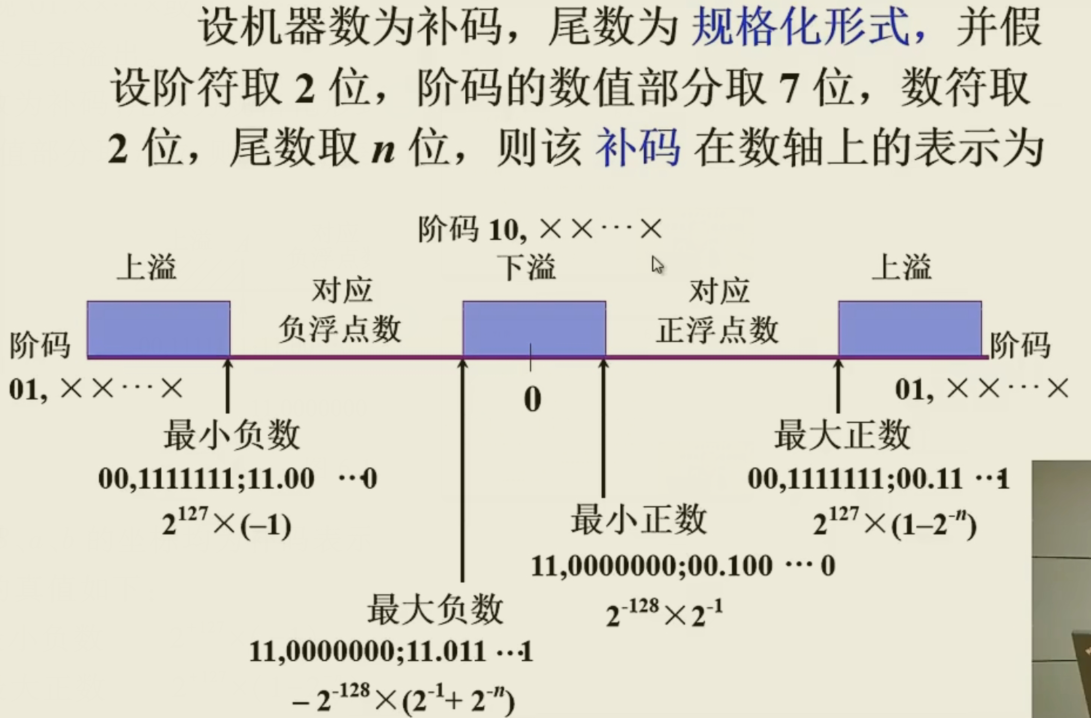 设机器数为补码，尾数为 规格化形式，并假
设阶符取 2 位，阶码的数值部分取 7 位，数符取
2 位，尾数取 n 位，则该 补码 在数轴上的表示为
阶码 10, ××···×
上溢 下溢 上溢
对应 对应
负浮点数 正浮点数
阶码 阶码
01, ××···× 0 01, ××···×
最小负数 最大正数
00,1111111;11.00 ···0 00,1111111;00.11 ···1
2^127×(–1) 2^127×(1–2^-n)
最小正数
11,0000000;00.100 ··· 0
2^-128×2^-1
最大负数
11,0000000;11.011 ···1
– 2^-128×(2^-1+ 2^-n)